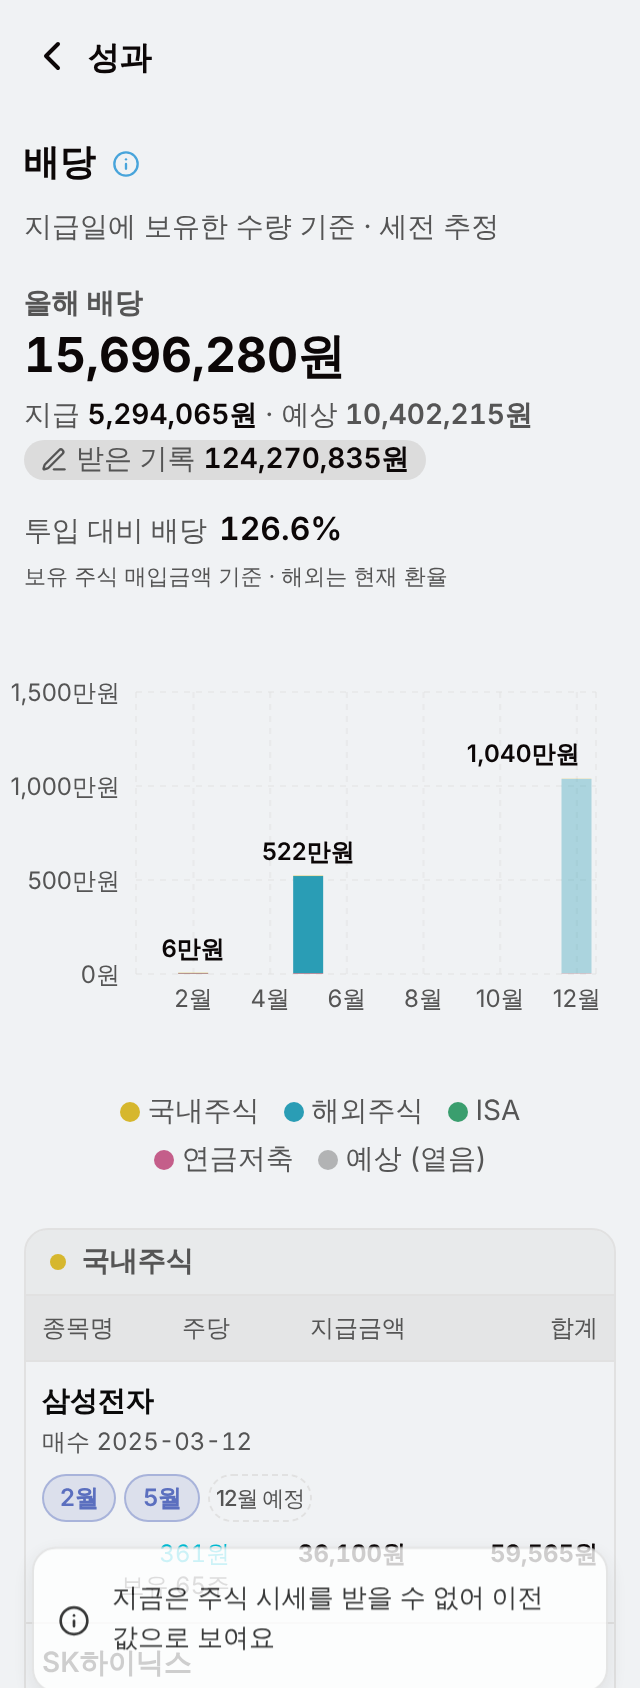 성과
배당
지급일에 보유한 수량 기준 · 세전 추정
올해 배당
15,696,280원
지급 5,294,065원 · 예상 10,402,215원
받은 기록 124,270,835원
투입 대비 배당 126.6%
보유 주식 매입금액 기준 · 해외는 현재 환율
1,500만원
1,000만원
500만원
0원
6만원
522만원
1,040만원
2월 4월 6월 8월 10월 12월
국내주식 해외주식 ISA
연금저축 예상 (옅음)
국내주식
종목명 주당 지급금액 합계
삼성전자
매수 2025-03-12
2월 5월 12월 예정
361원 36,100원 59,565원
보유 65주
지금은 주식 시세를 받을 수 없어 이전
값으로 보여요
SK하이닉스